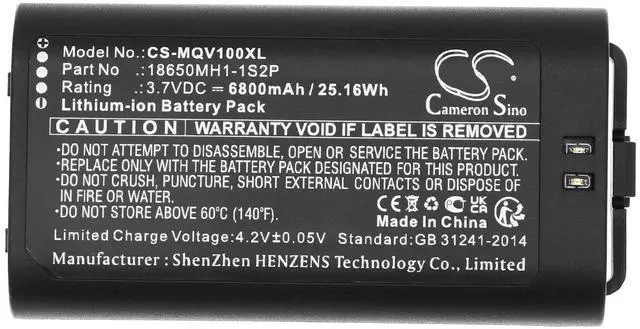 Model No.:CS-MQV100XL
Part No :18650MH1-1S2P
Rating :3.7VDC ⎓ 6800mAh / 25.16Wh
Lithium-ion Battery Pack
CS
Cameron Sino
CAUTION WARRANTY VOID IF LABEL IS REMOVED
•DO NOT ATTEMPT TO DISASSEMBLE, OPEN OR SERVICE THE BATTERY PACK.
•REPLACE ONLY WITH THE BATTERY PACK DESIGNATED FOR THIS PRODUCT.
•DO NOT CRUSH, PUNCTURE, SHORT EXTERNAL CONTACTS OR DISPOSE OF
IN FIRE OR WATER.
•DO NOT STORE ABOVE 60°C (140°F).
CE UK CA
Made in China
Limited Charge Voltage:4.2V±0.05V Standard:GB 31241-2014
Manufacturer : ShenZhen HENZENS Technology Co., Limited